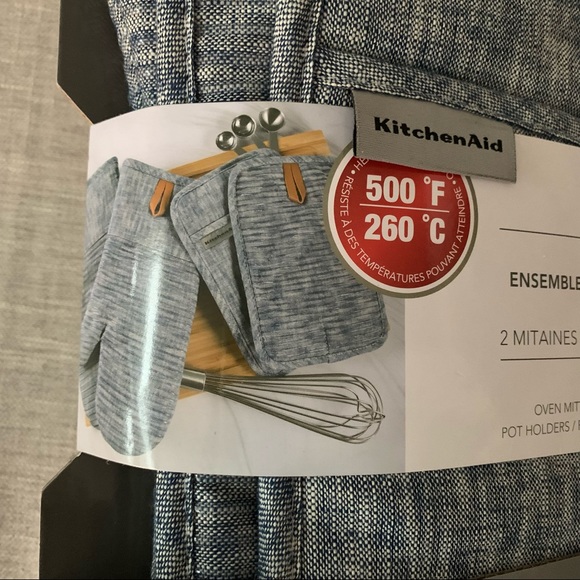 KitchenAid
500 °F
260 °C
RÉSISTE À DES TEMPÉRATURES POUVANT ATTEINDRE
ENSEMBLE
2 MITAINES
OVEN MIT
POT HOLDERS /